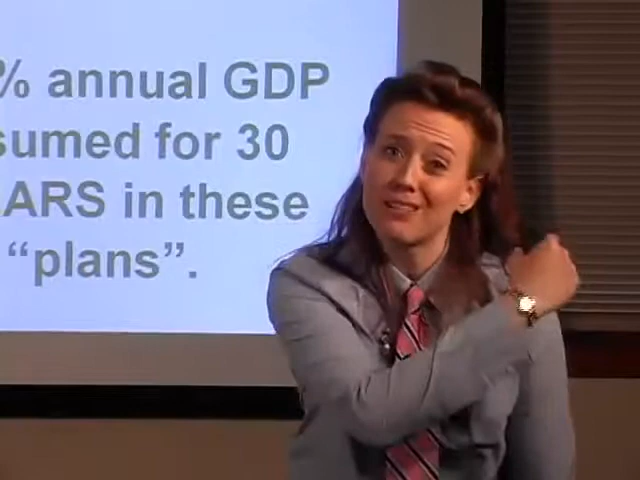 % annual GDP
sumed for 30
ARS in these
“plans”.